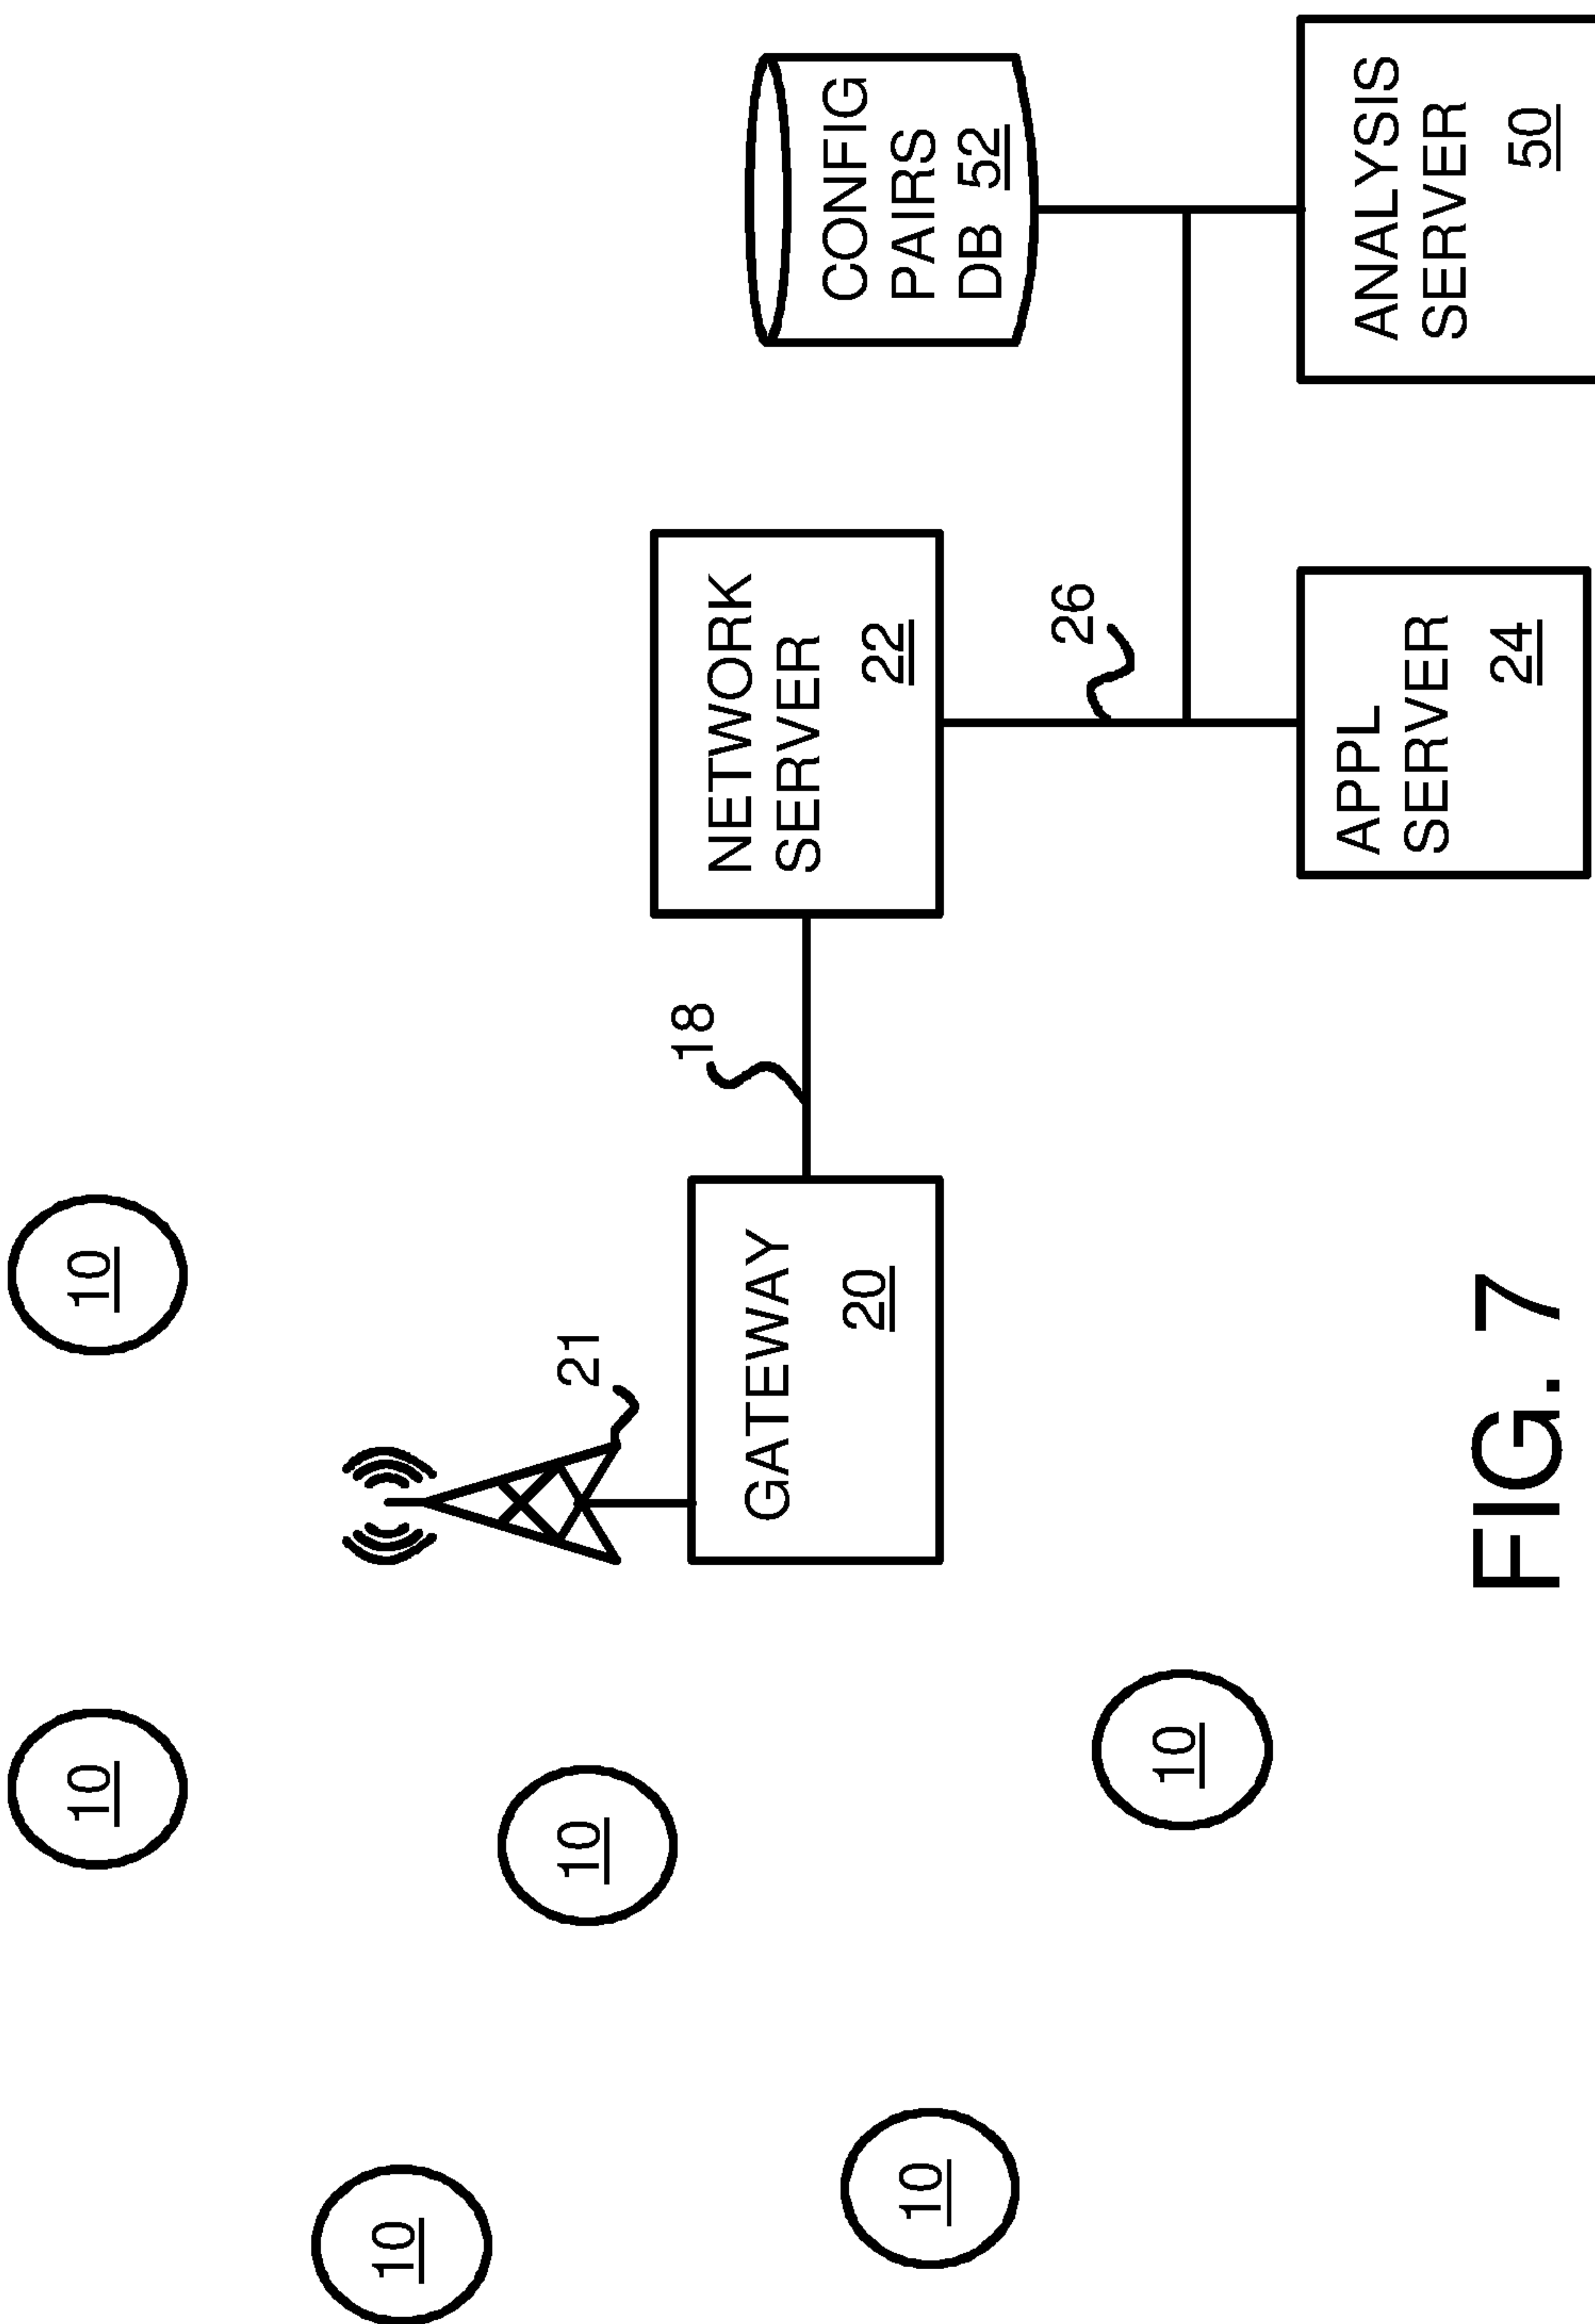 10
10
10
10
21
18
NETWORK
SERVER
22
GATEWAY
20
CONFIG
PAIRS
DB 52
10
26
10
APPL
SERVER
24
ANALYSIS
SERVER
50
FIG. 7